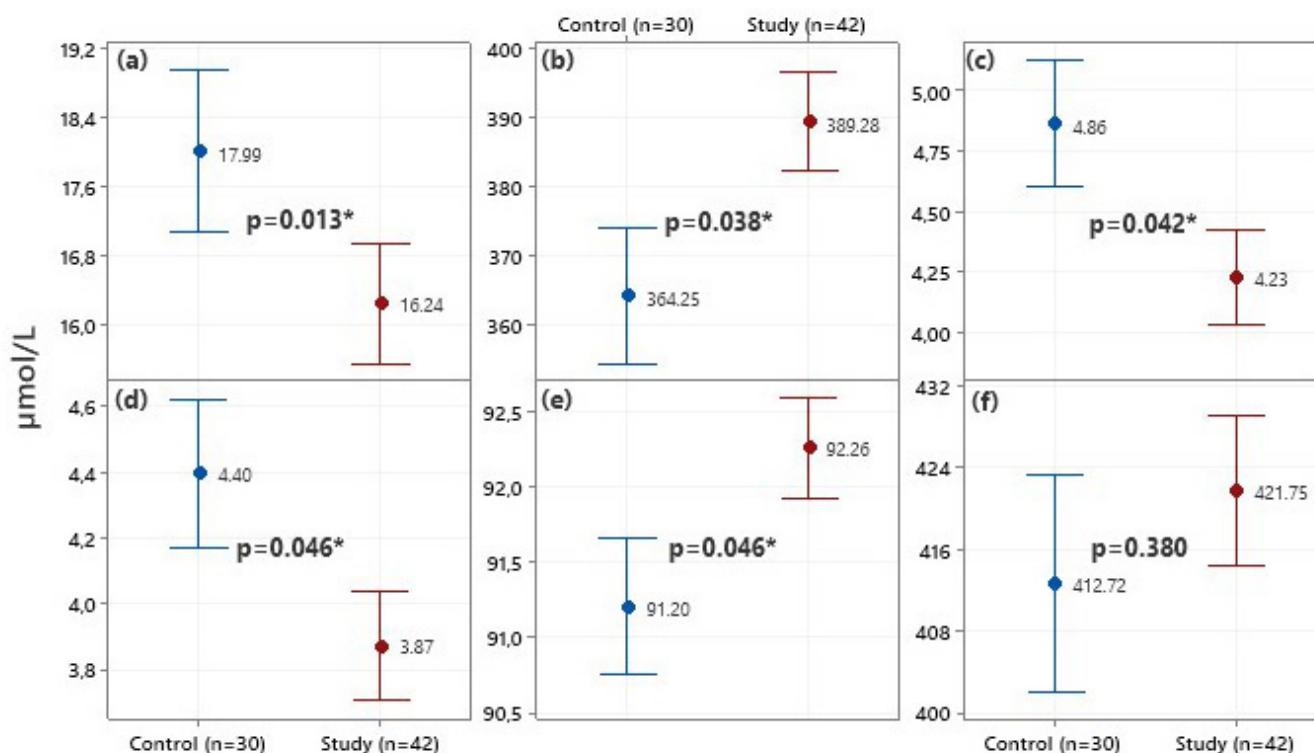 Control (n=30) Study (n=42)
μmol/L
(a)
19,2
18,4
17,6
16,8
16,0
17.99
p=0.013*
16.24
(b)
400
390
380
370
360
389.28
p=0.038*
364.25
(c)
5,00
4,75
4,50
4,25
4,00
4.86
p=0.042*
4.23
(d)
4,6
4,4
4,2
4,0
3,8
4.40
p=0.046*
3.87
(e)
92,5
92,0
91,5
91,0
90,5
92.26
p=0.046*
91.20
(f)
432
424
416
408
400
421.75
p=0.380
412.72
Control (n=30) Study (n=42)
Control (n=30) Study (n=42)